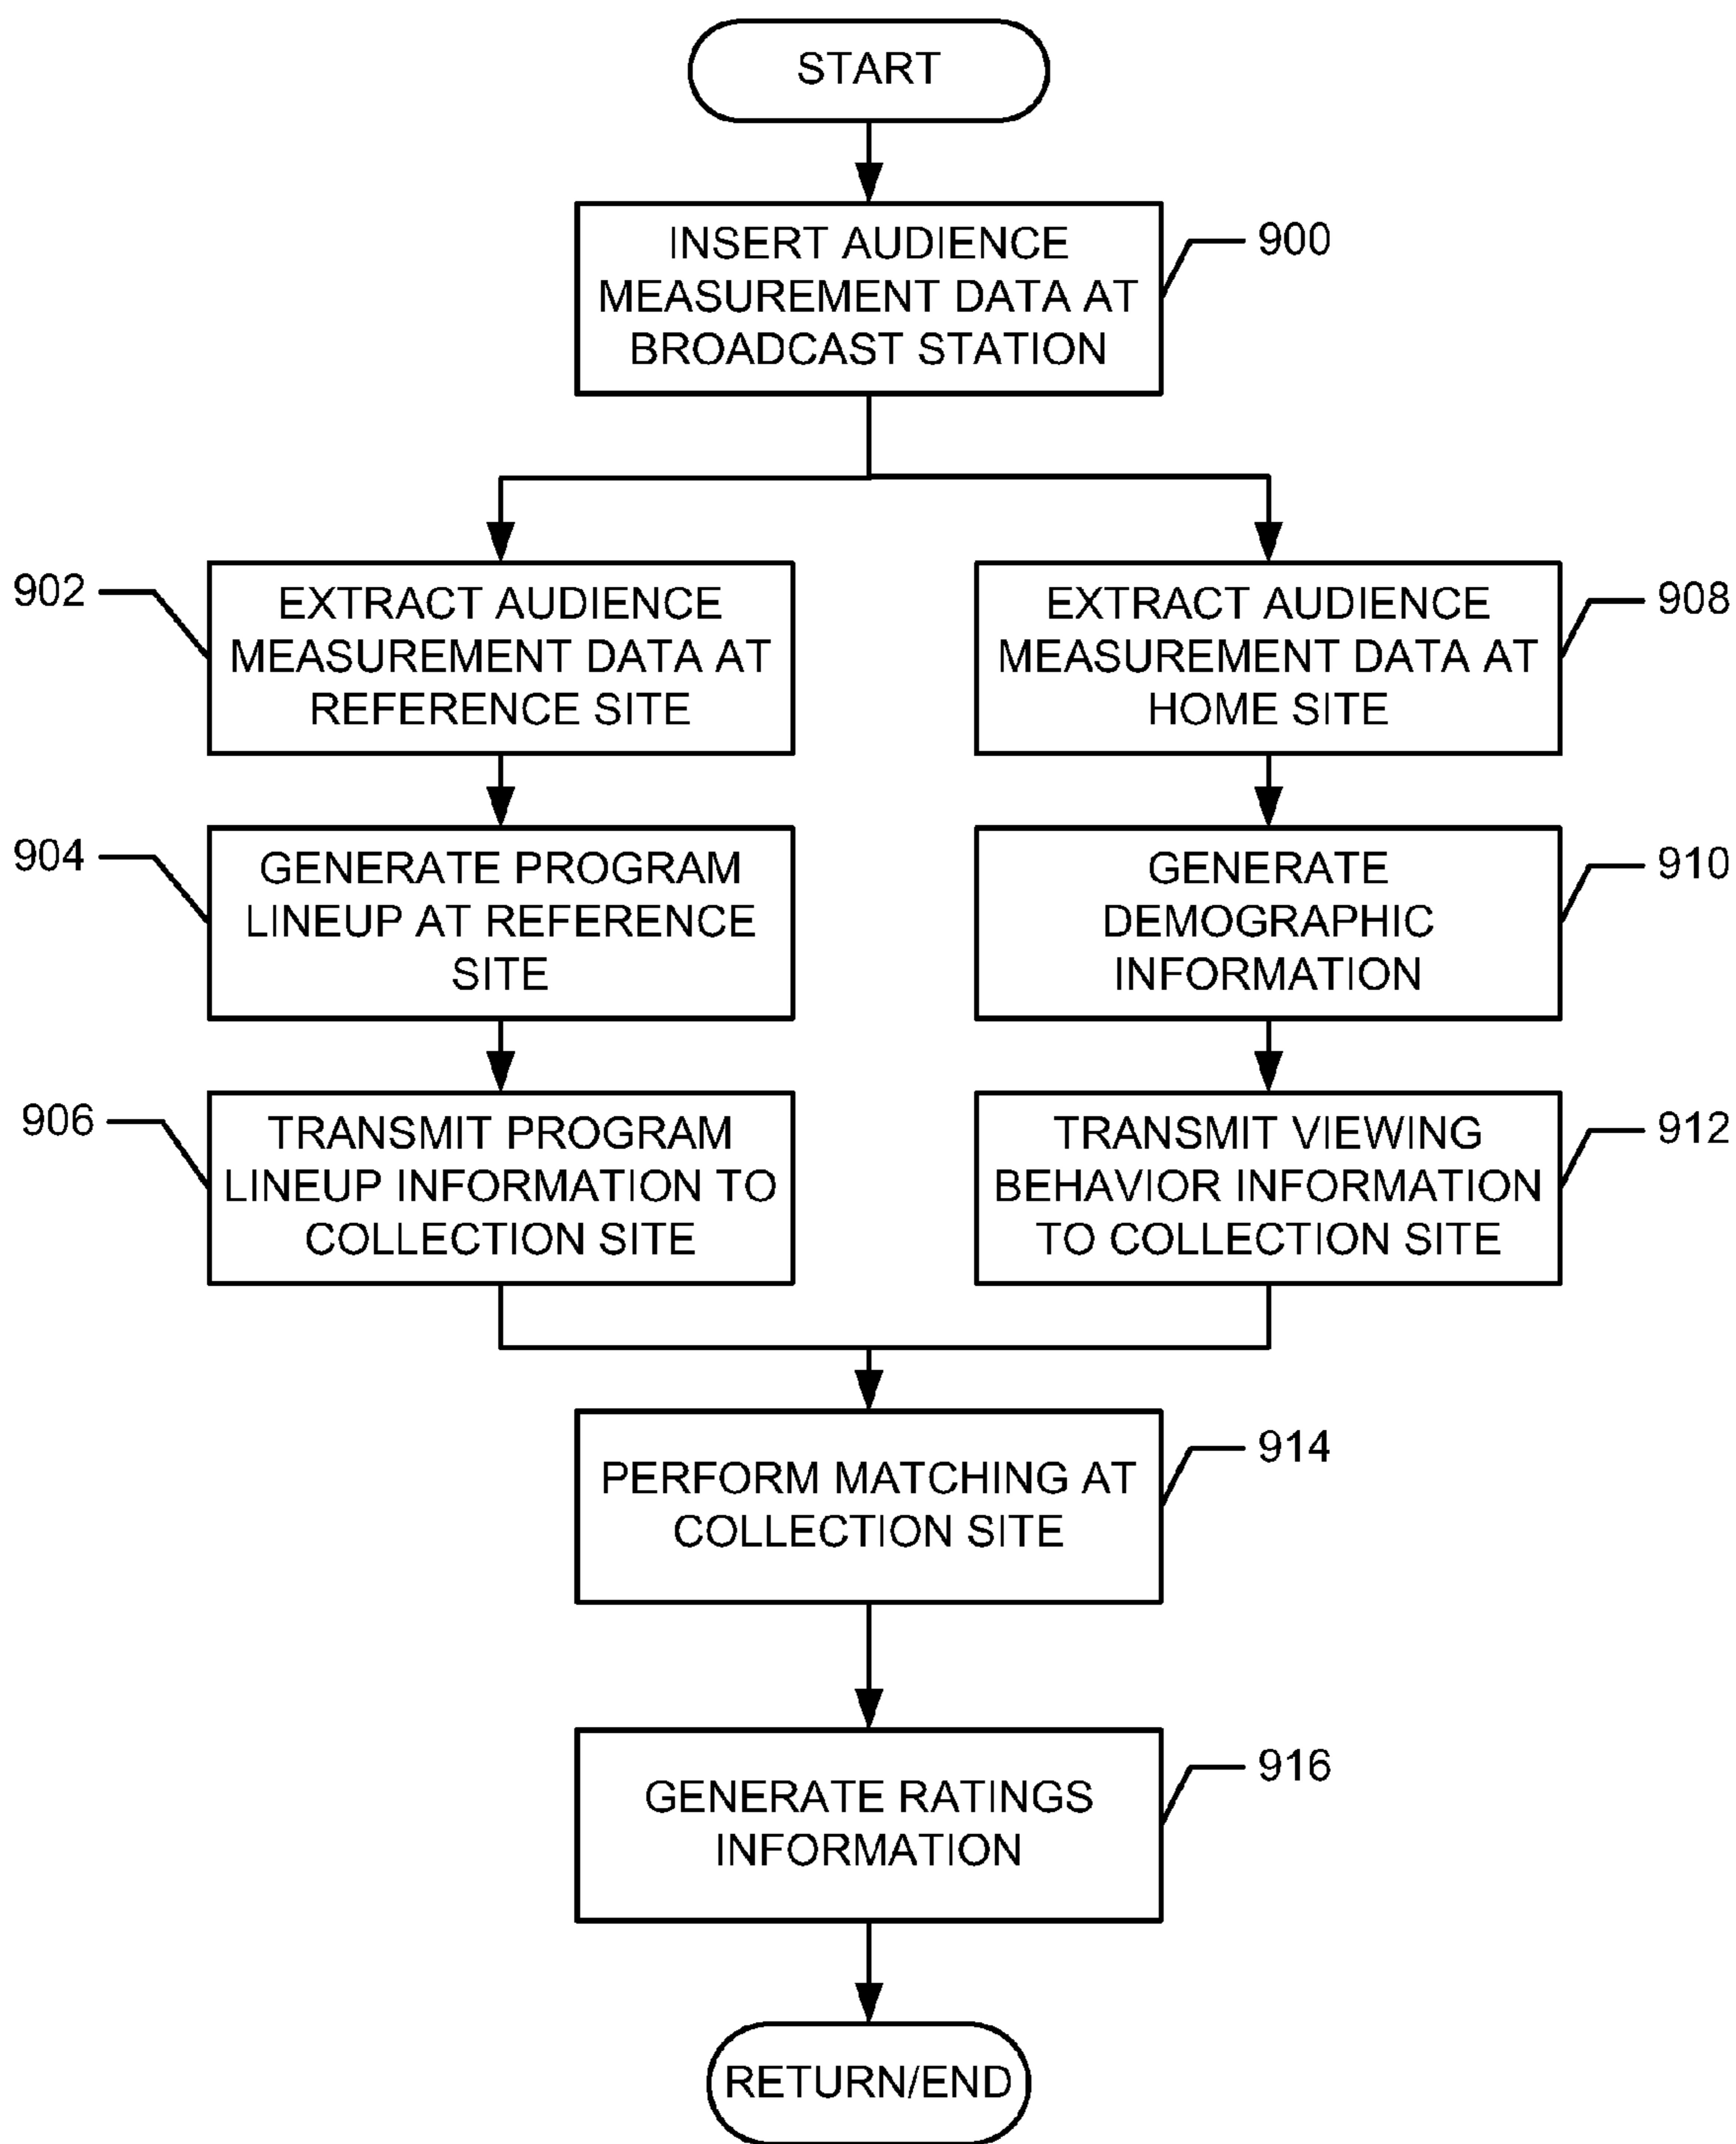 START
INSERT AUDIENCE
MEASUREMENT DATA AT
BROADCAST STATION
900
902
EXTRACT AUDIENCE
MEASUREMENT DATA AT
REFERENCE SITE
EXTRACT AUDIENCE
MEASUREMENT DATA AT
HOME SITE
908
904
GENERATE PROGRAM
LINEUP AT REFERENCE
SITE
GENERATE
DEMOGRAPHIC
INFORMATION
910
906
TRANSMIT PROGRAM
LINEUP INFORMATION TO
COLLECTION SITE
TRANSMIT VIEWING
BEHAVIOR INFORMATION
TO COLLECTION SITE
912
PERFORM MATCHING AT
COLLECTION SITE
914
GENERATE RATINGS
INFORMATION
916
RETURN/END